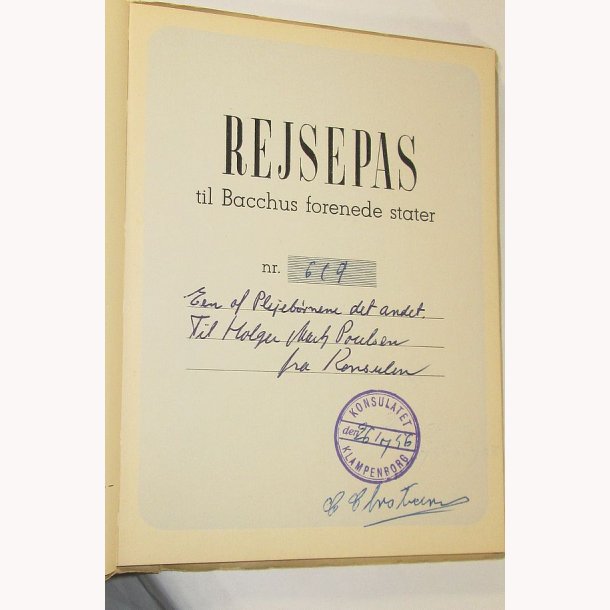 REJSEPAS
til Bacchus forenede stater
nr. 619
Een af Plejebørnene det andet.
Til Holger Mark Poulsen
fra Konsulen
KONSULATET
den 26/7 46
KLAMPENBORG